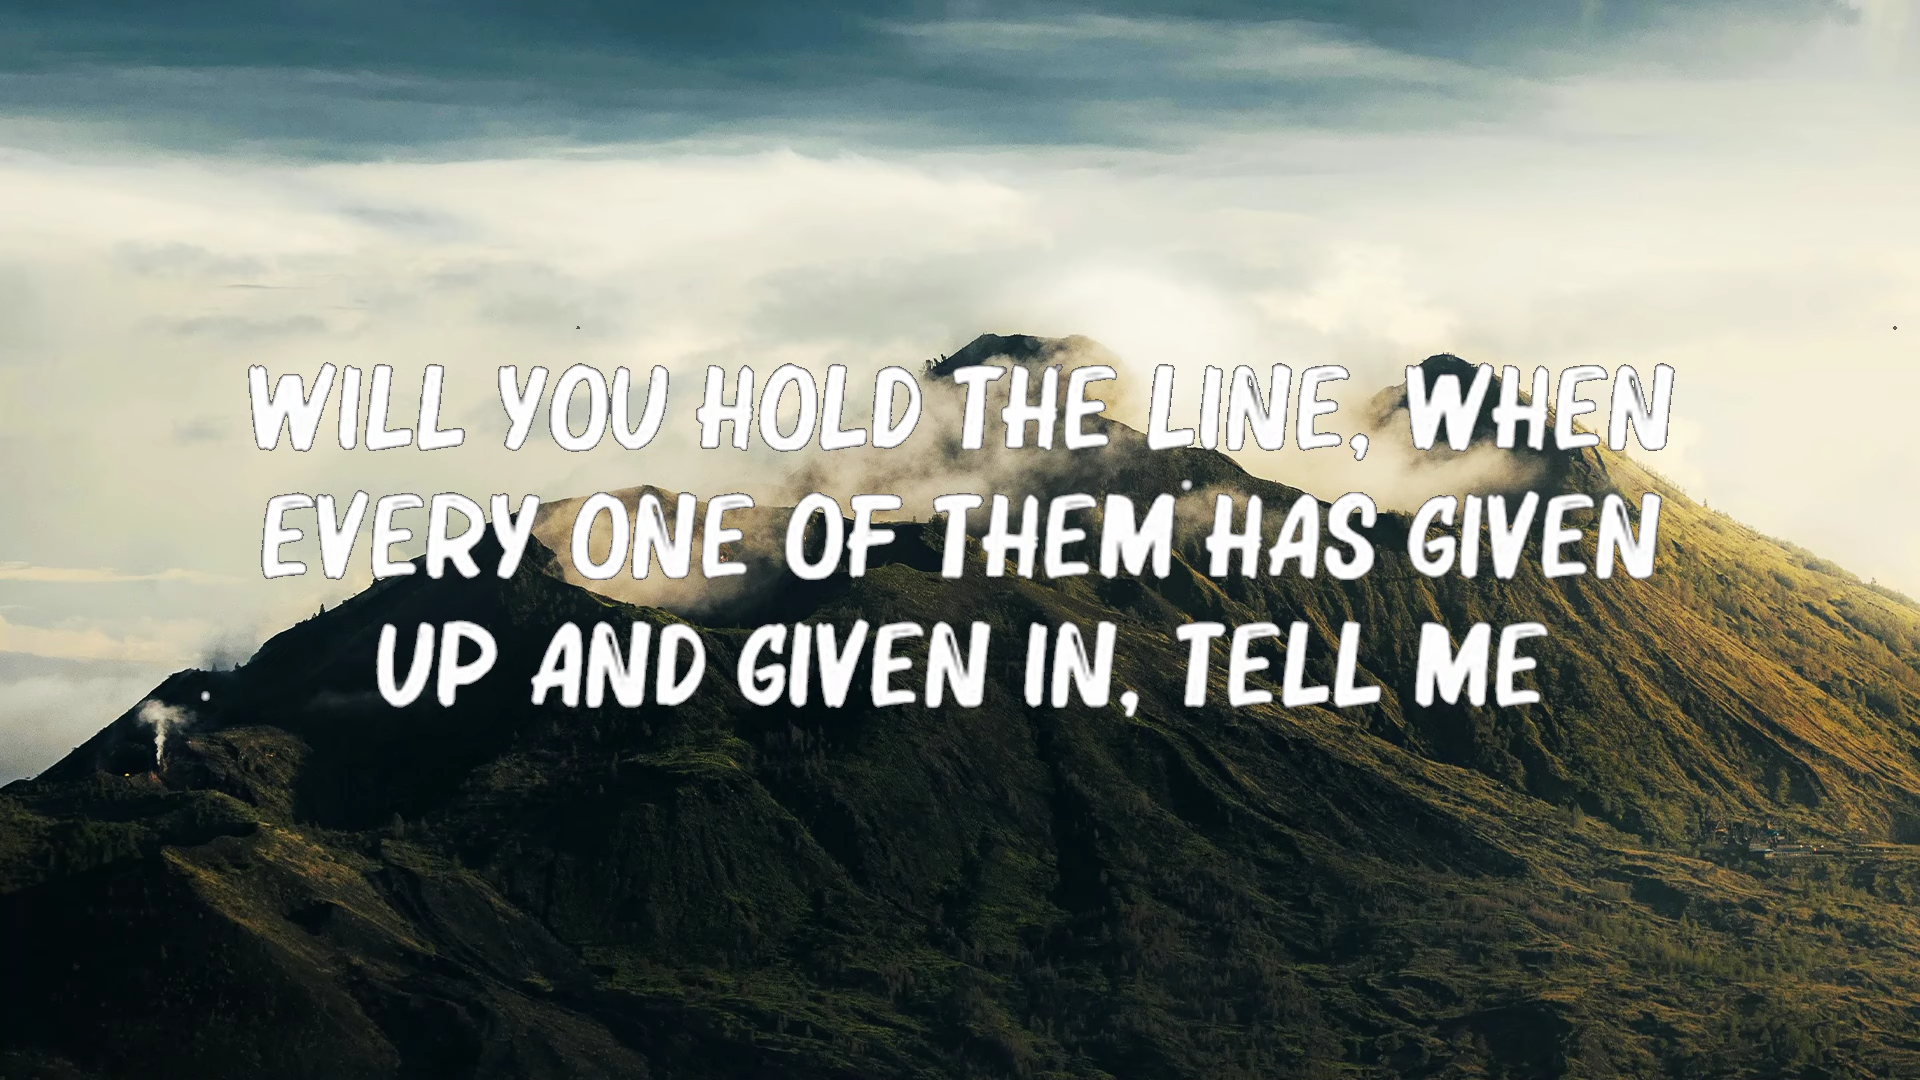 WILL YOU HOLD THE LINE, WHEN
EVERY ONE OF THEM HAS GIVEN
UP AND GIVEN IN, TELL ME